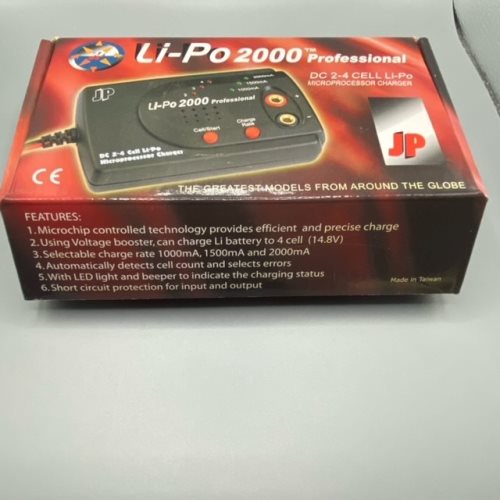 Li-Po 2000™ Professional
DC 2-4 CELL Li-Po
MICROPROCESSOR CHARGER
JP
2000mA
1500mA
1000mA
Li-Po 2000 Professional
Cell/Start
Charge
Rate
DC 2-4 Cell Li-Po
Microprocessor Charger
JP
CE
THE GREATEST MODELS FROM AROUND THE GLOBE
FEATURES:
1.Microchip controlled technology provides efficient and precise charge
2.Using Voltage booster, can charge Li battery to 4 cell (14.8V)
3.Selectable charge rate 1000mA, 1500mA and 2000mA
4.Automatically detects cell count and selects errors
5.With LED light and beeper to indicate the charging status
6.Short circuit protection for input and output
Made in Taiwan